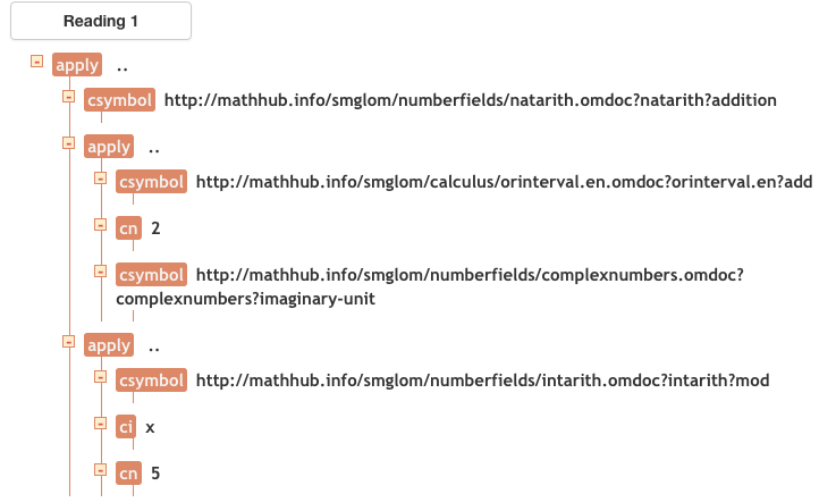 Reading 1
apply ..
csymbol http://mathhub.info/smglom/numberfields/natarith.omdoc?natarith?addition
apply ..
csymbol http://mathhub.info/smglom/calculus/orinterval.en.omdoc?orinterval.en?add
cn 2
csymbol http://mathhub.info/smglom/numberfields/complexnumbers.omdoc?
complexnumbers?imaginary-unit
apply ..
csymbol http://mathhub.info/smglom/numberfields/intarith.omdoc?intarith?mod
ci x
cn 5